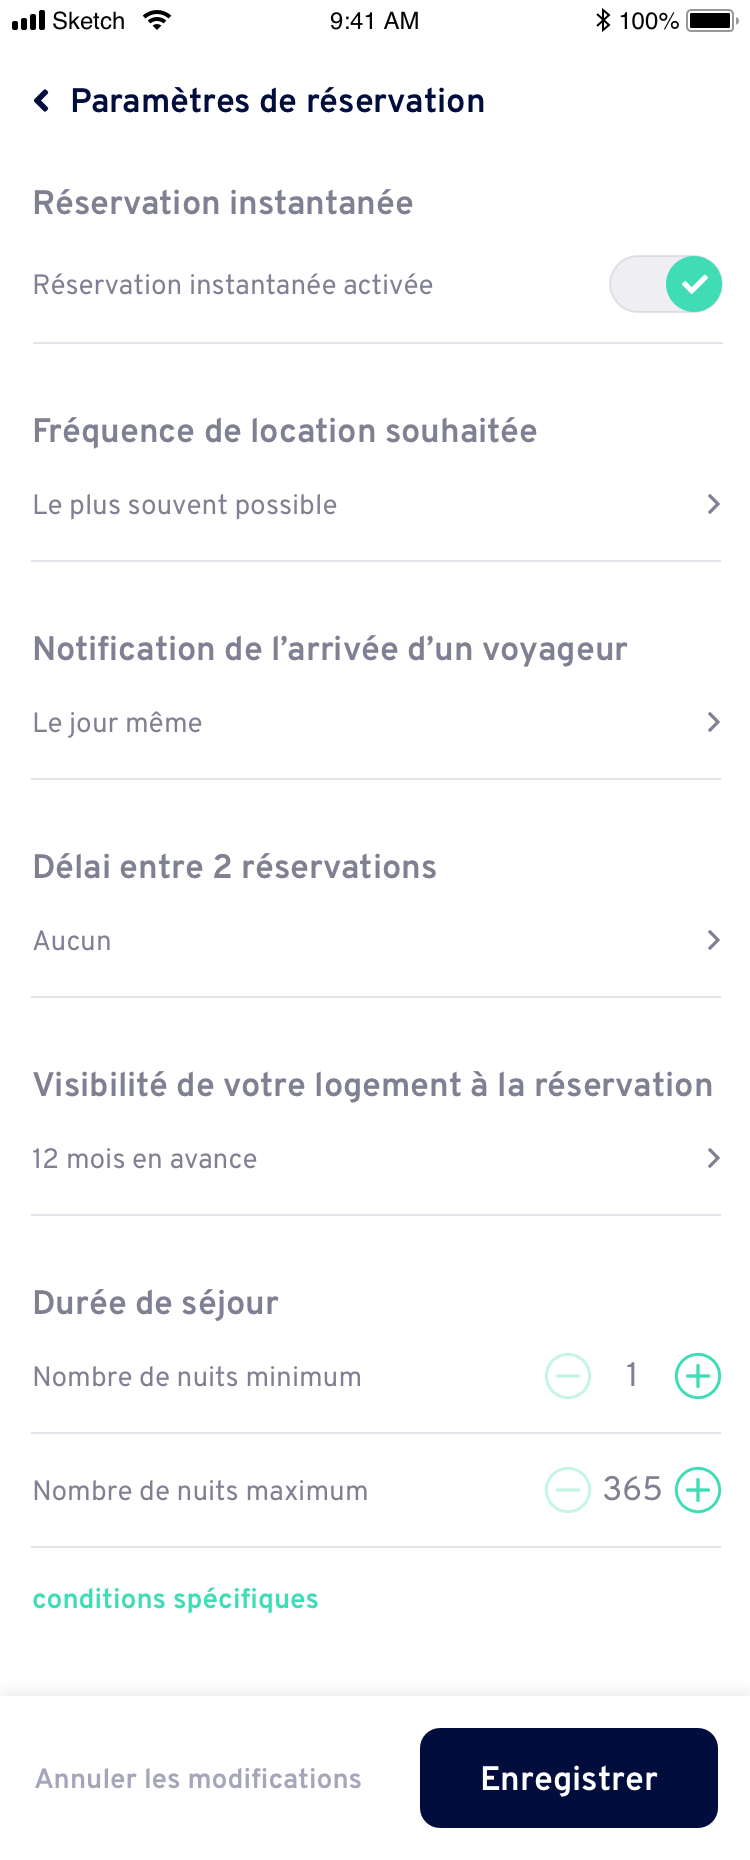 Sketch 9:41 AM 100%
Paramètres de réservation
Réservation instantanée
Réservation instantanée activée
Fréquence de location souhaitée
Le plus souvent possible
Notification de l’arrivée d’un voyageur
Le jour même
Délai entre 2 réservations
Aucun
Visibilité de votre logement à la réservation
12 mois en avance
Durée de séjour
Nombre de nuits minimum 1
Nombre de nuits maximum 365
conditions spécifiques
Annuler les modifications Enregistrer